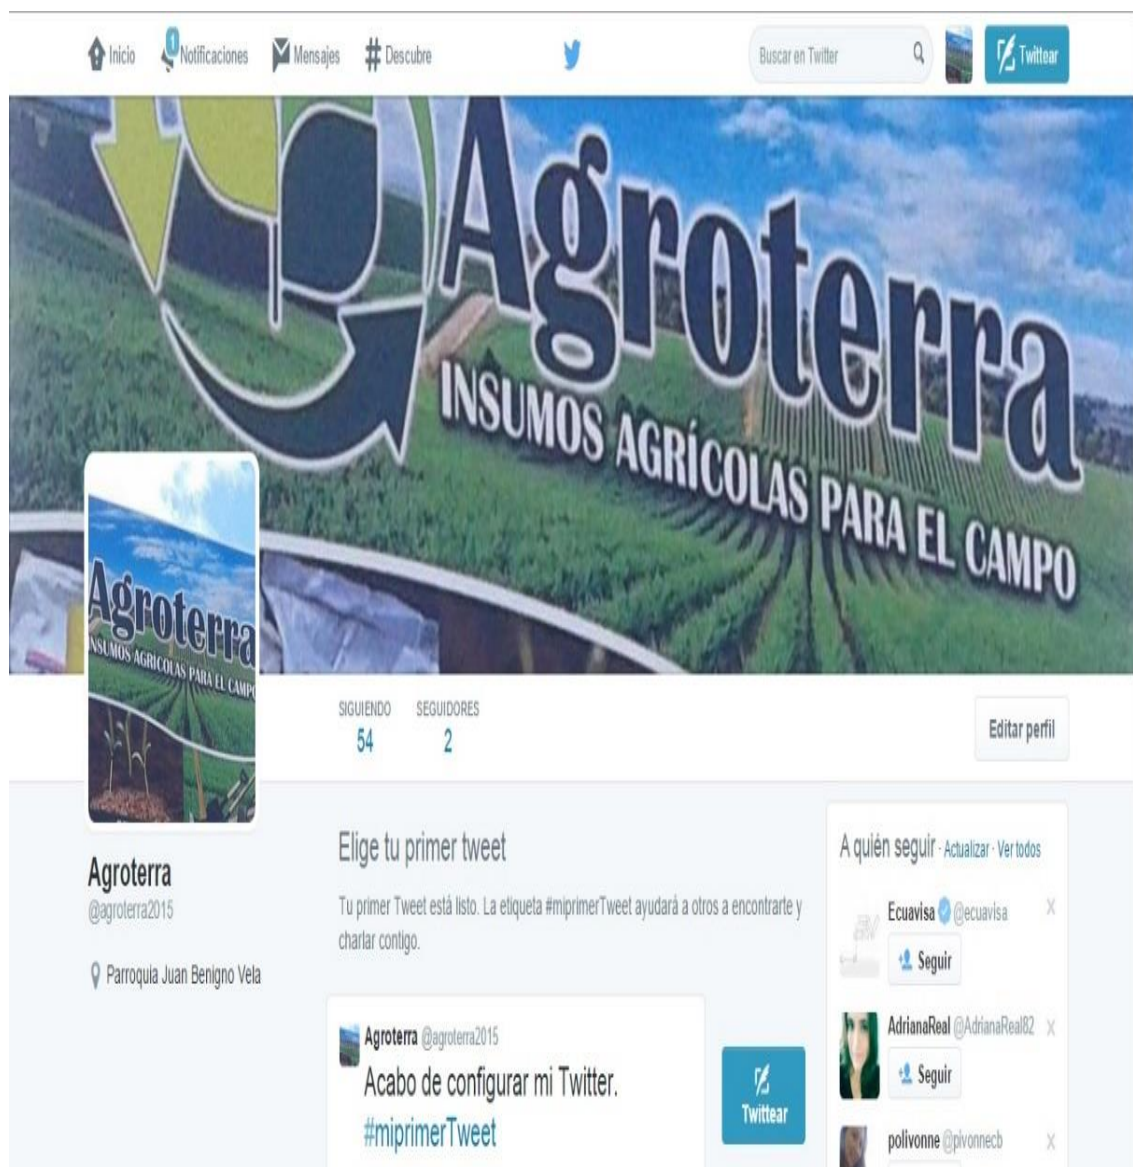 Inicio
1
Notificaciones
Mensajes
# Descubre
Buscar en Twitter
Twittear
Agroterra
INSUMOS AGRÍCOLAS PARA EL CAMPO
Agroterra
INSUMOS AGRICOLAS PARA EL CAMPO
SIGUIENDO
54
SEGUIDORES
2
Editar perfil
Agroterra
@agroterra2015
Parroquia Juan Benigno Vela
Elige tu primer tweet
Tu primer Tweet está listo. La etiqueta #miprimerTweet ayudará a otros a encontrarte y
charlar contigo.
Agroterra @agroterra2015
Acabo de configurar mi Twitter.
#miprimerTweet
Twittear
A quién seguir · Actualizar · Ver todos
Ecuavisa @ecuavisa
Seguir
AdrianaReal @AdrianaReal82
Seguir
polivonne @pivonnecb